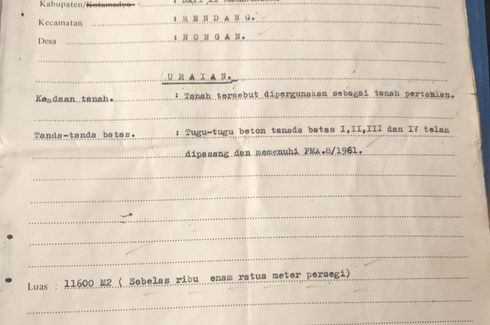 Kabupaten/Kotamadya
Kecamatan : R E N D A N G.
Desa : N O N G A N.
U R A I A N.
Keadaan tanah. : Tanah tersebut dipergunakan sebagai tanah pertanian.
Tanda-tanda batas. : Tugu-tugu beton tanada batas I,II,III dan IV telah
dipasang dan memenuhi PMA.8/1961.
Luas : 11600 M2 ( Sebelas ribu enam ratus meter persegi)